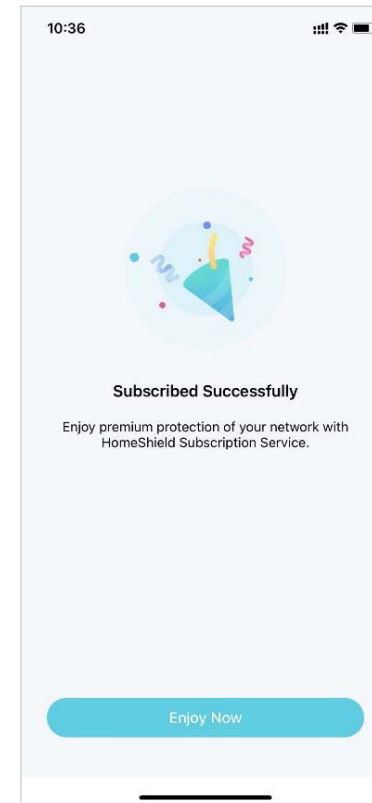 10:36
Subscribed Successfully
Enjoy premium protection of your network with
HomeShield Subscription Service.
Enjoy Now